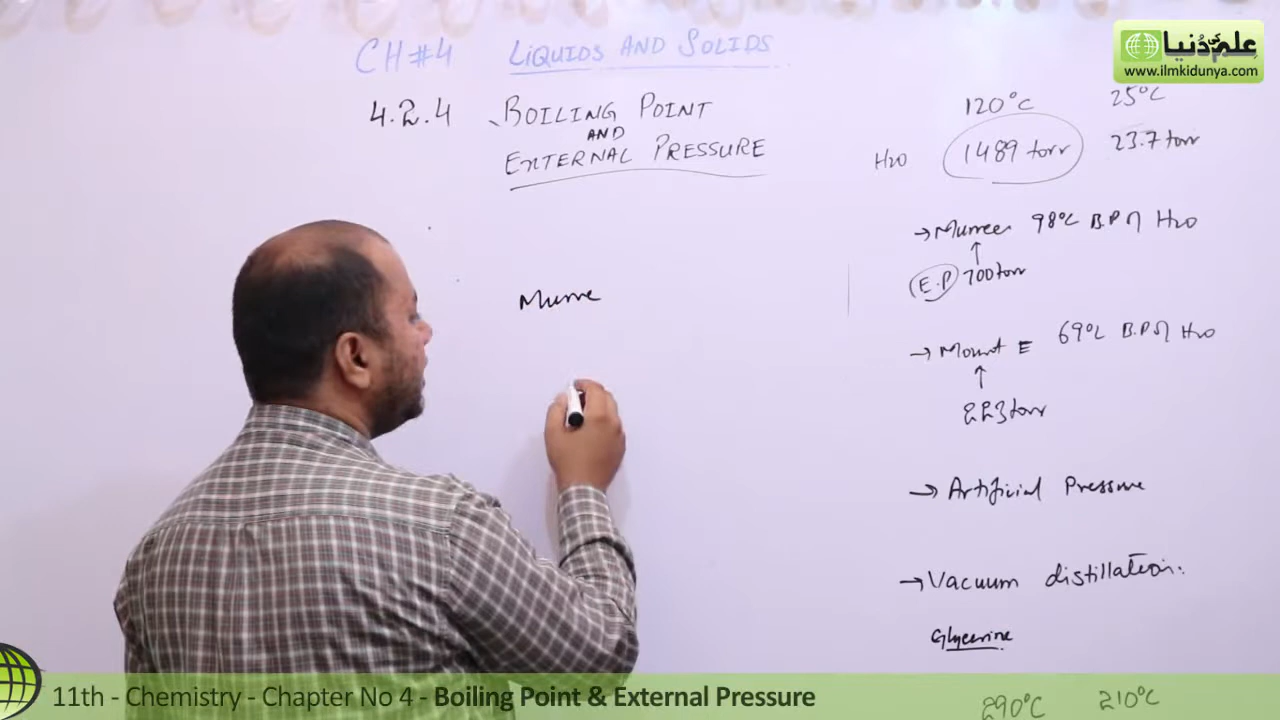 CH#4 LIQUIDS AND SOLIDS
4.2.4 BOILING POINT
AND
EXTERNAL PRESSURE
Murre
120°C 25°C
H2O 1489 torr 23.7 torr
→ Murree 98°C B.P of H2O
↑
E.P 700 torr
→ Mount E 69°C B.P of H2O
↑
223 torr
→ Artificial Pressure
→ Vacuum distillation.
Glycerine
290°C 210°C
علم کی دُنیا
www.ilmkidunya.com
11th - Chemistry - Chapter No 4 - Boiling Point & External Pressure